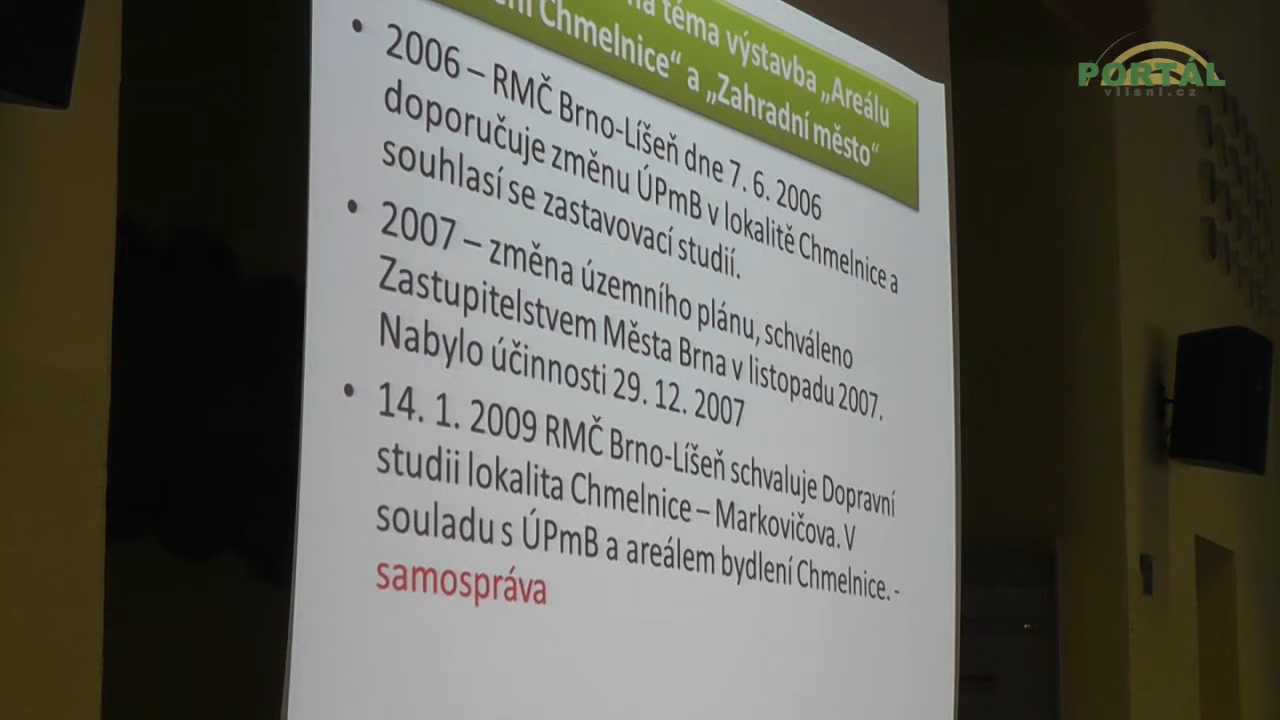 na téma výstavba „Areálu
Chmelnice“ a „Zahradní město“
• 2006 – RMČ Brno-Líšeň dne 7. 6. 2006
doporučuje změnu ÚPmB v lokalitě Chmelnice a
souhlasí se zastavovací studií.
• 2007 – změna územního plánu, schváleno
Zastupitelstvem Města Brna v listopadu 2007.
Nabylo účinnosti 29. 12. 2007
• 14. 1. 2009 RMČ Brno-Líšeň schvaluje Dopravní
studii lokalita Chmelnice – Markovičova. V
souladu s ÚPmB a areálem bydlení Chmelnice. -
samospráva
PORTÁL
vlisni.cz